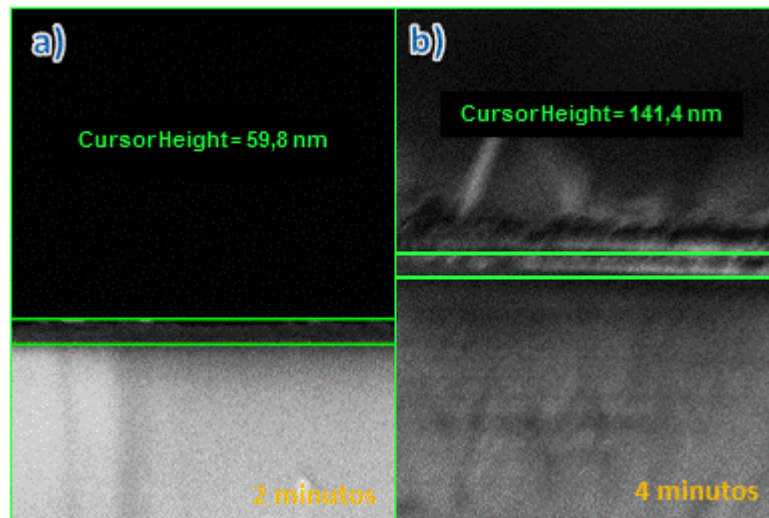 a)
CursorHeight= 59,8 nm
2 minutos
b)
CursorHeight= 141,4 nm
4 minutos